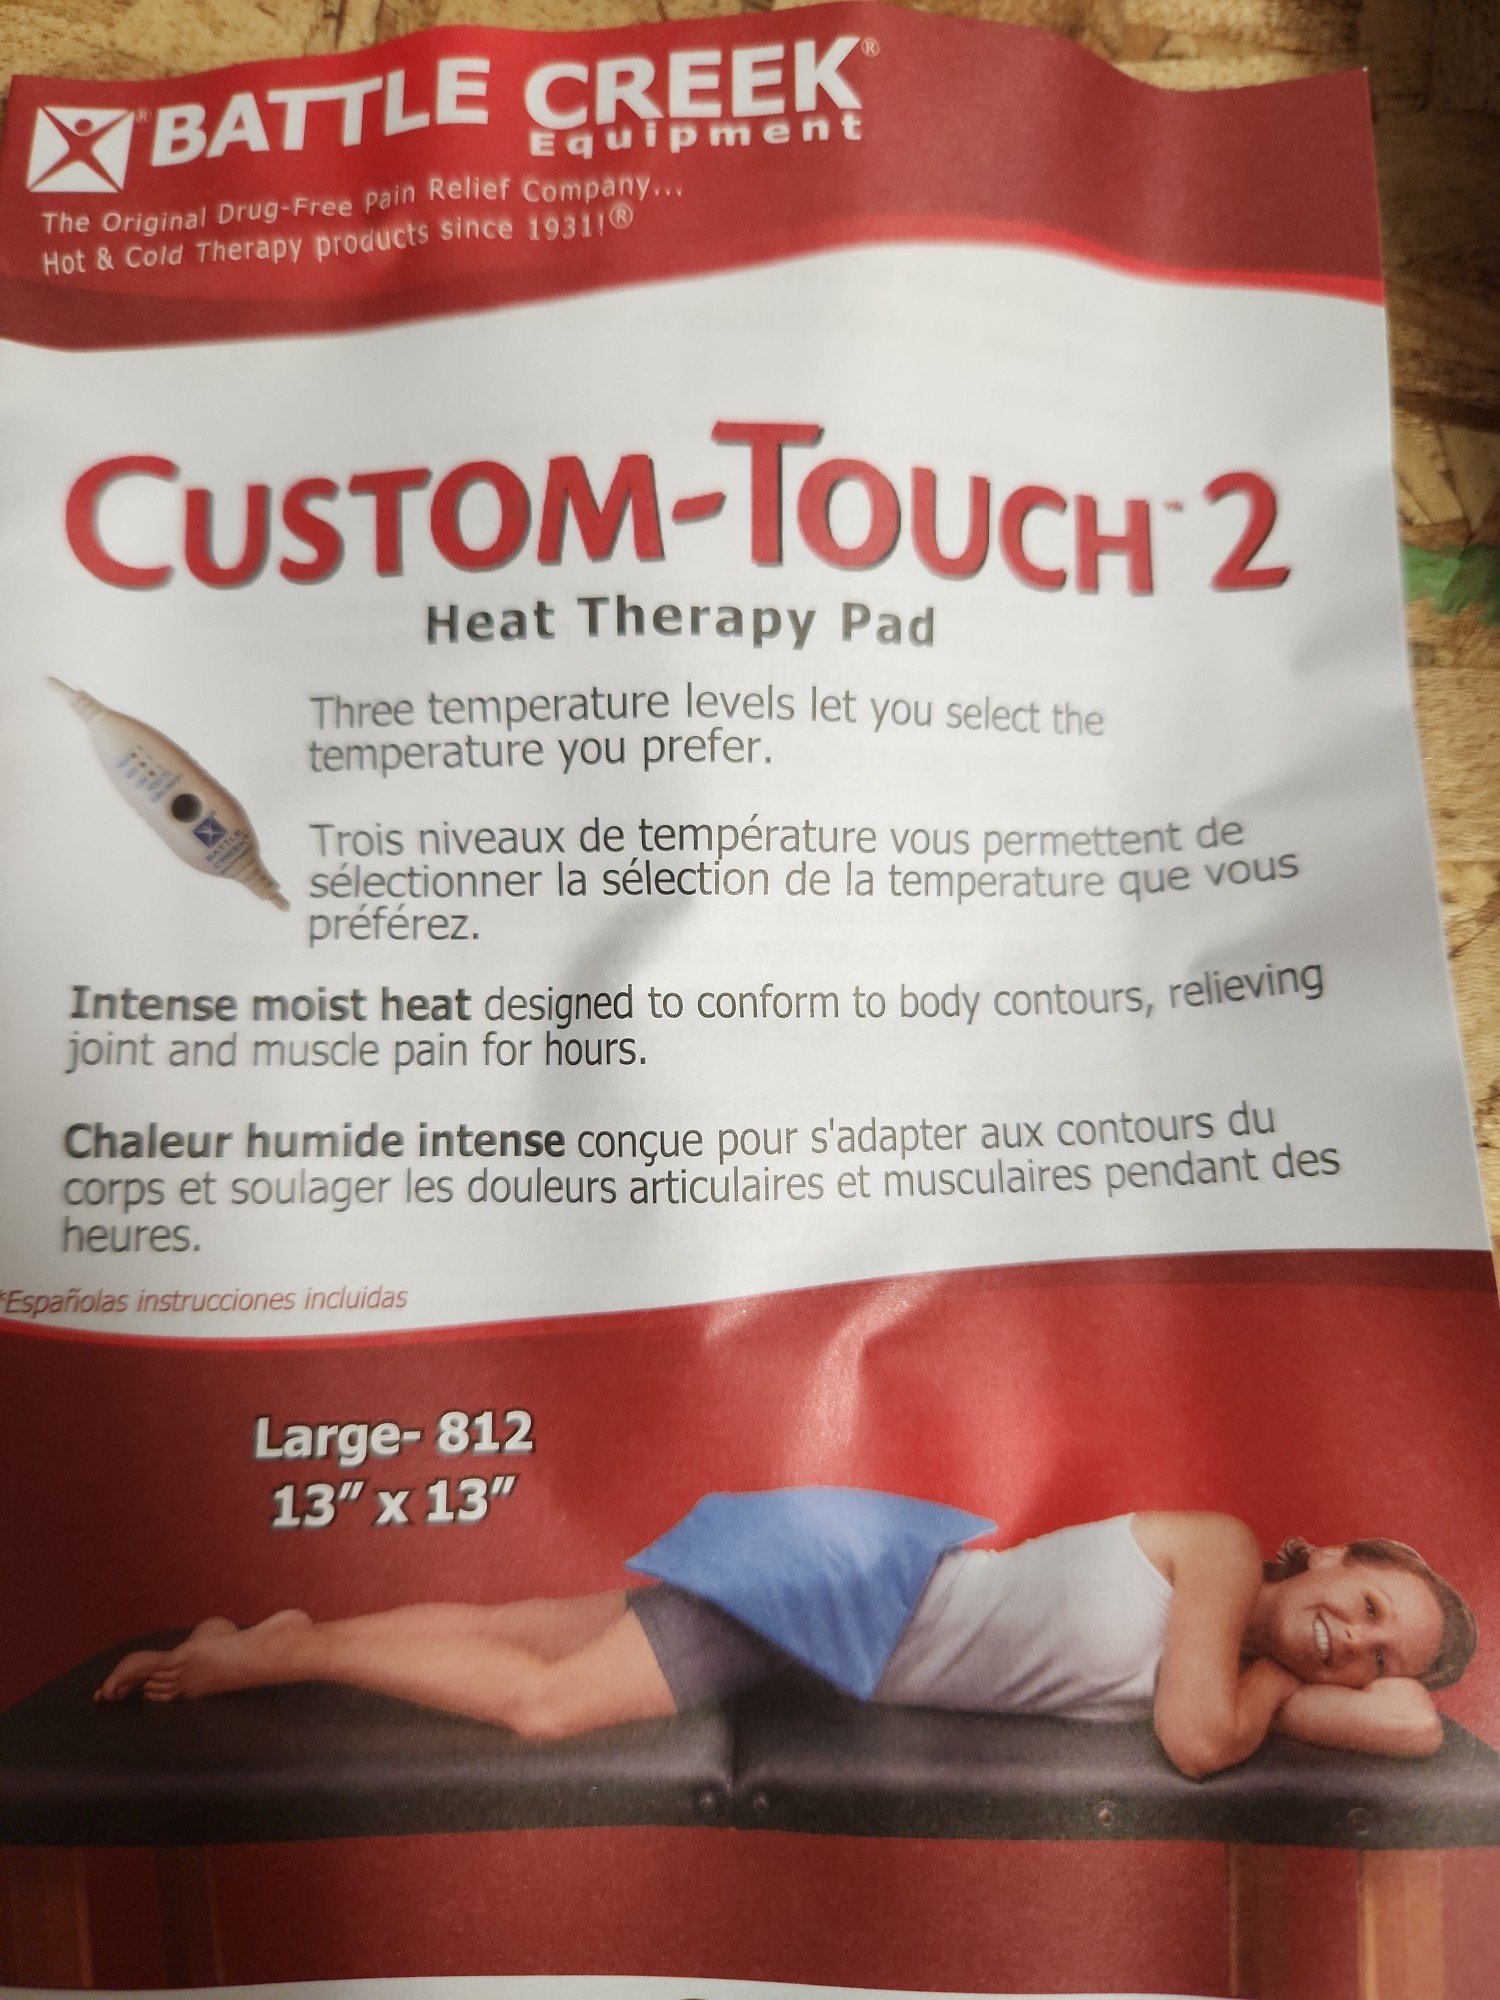 BATTLE CREEK®
Equipment
The Original Drug-Free Pain Relief Company...
Hot & Cold Therapy products since 1931!®
CUSTOM-TOUCH™ 2
Heat Therapy Pad
Three temperature levels let you select the
temperature you prefer.
Trois niveaux de température vous permettent de
sélectionner la sélection de la temperature que vous
préférez.
BATTLE
CREEK
Intense moist heat designed to conform to body contours, relieving
joint and muscle pain for hours.
Chaleur humide intense conçue pour s'adapter aux contours du
corps et soulager les douleurs articulaires et musculaires pendant des
heures.
*Españolas instrucciones incluidas
Large- 812
13" x 13"